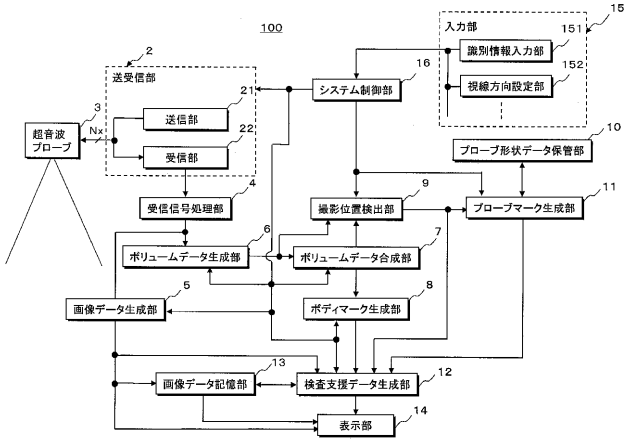 100
15
入力部
151
識別情報入力部
152
視線方向設定部
2
送受信部
16
システム制御部
3
超音波
プローブ
Nx
21
送信部
22
受信部
10
プローブ形状データ保管部
4
受信信号処理部
9
撮影位置検出部
11
プローブマーク生成部
6
ボリュームデータ生成部
7
ボリュームデータ合成部
5
画像データ生成部
8
ボディマーク生成部
13
画像データ記憶部
検査支援データ生成部
12
表示部
14